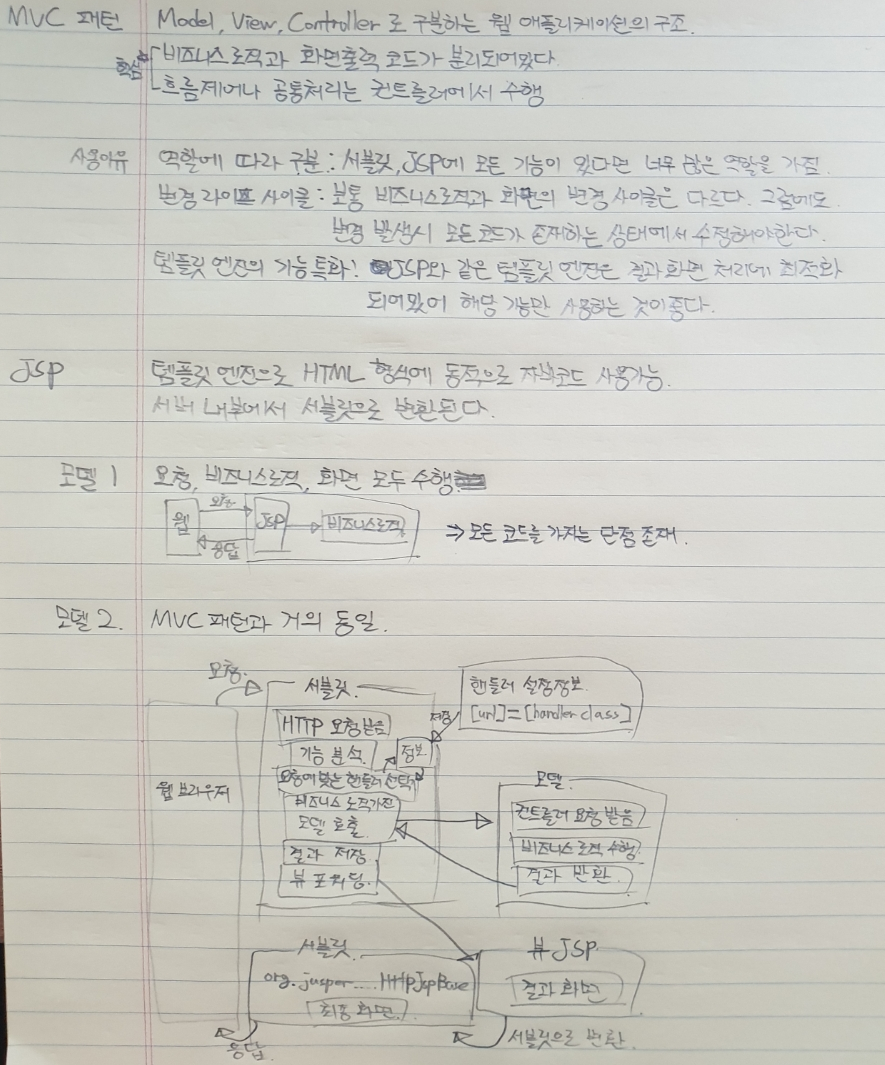 MVC 패턴 Model, View, Controller 로 구분하는 웹 애플리케이션의 구조.
핵심 비즈니스로직과 화면출력 코드가 분리되어있다.
흐름제어나 공통처리는 컨트롤러에서 수행
사용이유 역할에 따라 구분 : 서블릿, JSP에 모든 기능이 있다면 너무 많은 역할을 가짐.
변경 라이프 사이클 : 보통 비즈니스로직과 화면의 변경 사이클은 다르다. 그럼에도
변경 발생시 모든코드가 존재하는 상태에서 수정해야한다.
템플릿 엔진의 기능특화! JSP와 같은 템플릿 엔진은 결과화면 처리에 최적화
되어있어 해당 기능만 사용하는 것이 좋다.
JSP 템플릿 엔진으로 HTML 형식에 동적으로 자바코드 사용가능.
서버 내부에서 서블릿으로 변환된다.
모델 1 요청, 비즈니스로직, 화면 모두 수행
요청
웹 JSP 비즈니스로직 ⇒ 모든 코드를 가지는 단점 존재.
응답
모델 2. MVC 패턴과 거의 동일.
요청.
서블릿.
핸들러 설정정보.
[url]=[handler class]
저장
HTTP 요청받음
기능 분석. 정보
요청에 맞는 핸들러 선택
웹 브라우저
비즈니스 로직가진
모델 호출.
모델.
컨트롤러 요청 받음
비즈니스로직 수행.
결과 반환.
결과 저장.
뷰 포워딩.
서블릿
org.jasper.....HttpJspBase
최종 화면.
뷰 JSP
결과 화면
서블릿으로 변환.
응답.